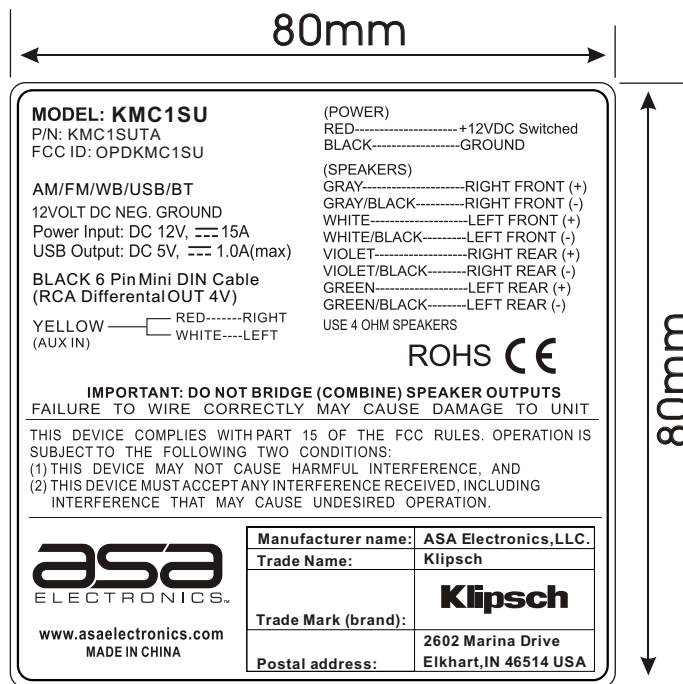 80mm
80mm
MODEL: KMC1SU
P/N: KMC1SUTA
FCC ID: OPDKMC1SU
AM/FM/WB/USB/BT
12VOLT DC NEG. GROUND
Power Input: DC 12V, ⎓ 15A
USB Output: DC 5V, ⎓ 1.0A(max)
BLACK 6 Pin Mini DIN Cable
(RCA Differental OUT 4V)
YELLOW
(AUX IN)
RED-------RIGHT
WHITE----LEFT
(POWER)
RED---------------------+12VDC Switched
BLACK------------------GROUND
(SPEAKERS)
GRAY---------------------RIGHT FRONT (+)
GRAY/BLACK----------RIGHT FRONT (-)
WHITE--------------------LEFT FRONT (+)
WHITE/BLACK---------LEFT FRONT (-)
VIOLET-------------------RIGHT REAR (+)
VIOLET/BLACK--------RIGHT REAR (-)
GREEN-------------------LEFT REAR (+)
GREEN/BLACK--------LEFT REAR (-)
USE 4 OHM SPEAKERS
ROHS CE
IMPORTANT: DO NOT BRIDGE (COMBINE) SPEAKER OUTPUTS
FAILURE TO WIRE CORRECTLY MAY CAUSE DAMAGE TO UNIT
THIS DEVICE COMPLIES WITH PART 15 OF THE FCC RULES. OPERATION IS
SUBJECT TO THE FOLLOWING TWO CONDITIONS:
(1) THIS DEVICE MAY NOT CAUSE HARMFUL INTERFERENCE, AND
(2) THIS DEVICE MUST ACCEPT ANY INTERFERENCE RECEIVED, INCLUDING
INTERFERENCE THAT MAY CAUSE UNDESIRED OPERATION.
asa
ELECTRONICS™
www.asaelectronics.com
MADE IN CHINA
Manufacturer name: ASA Electronics,LLC.
Trade Name: Klipsch
Trade Mark (brand): Klipsch
Postal address: 2602 Marina Drive
Elkhart,IN 46514 USA